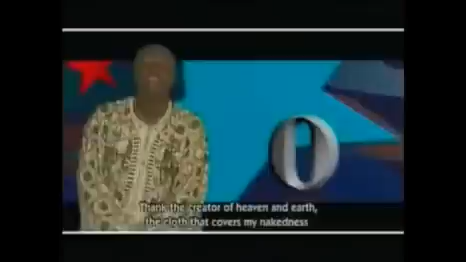 O
Thank the creator of heaven and earth,
the cloth that covers my nakedness